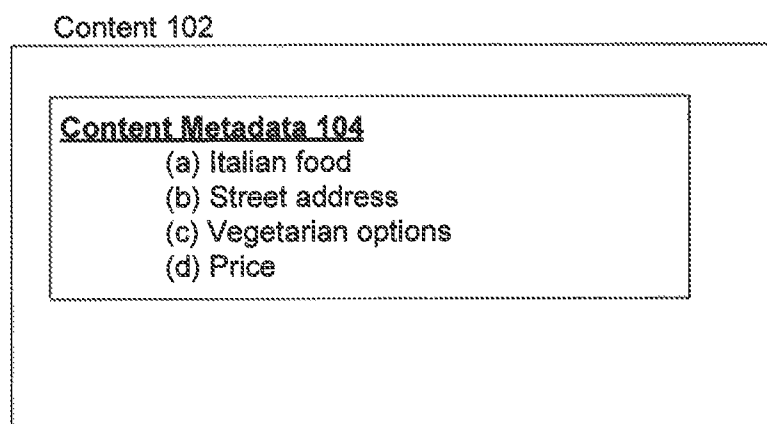 Content 102
Content Metadata 104
(a) Italian food
(b) Street address
(c) Vegetarian options
(d) Price